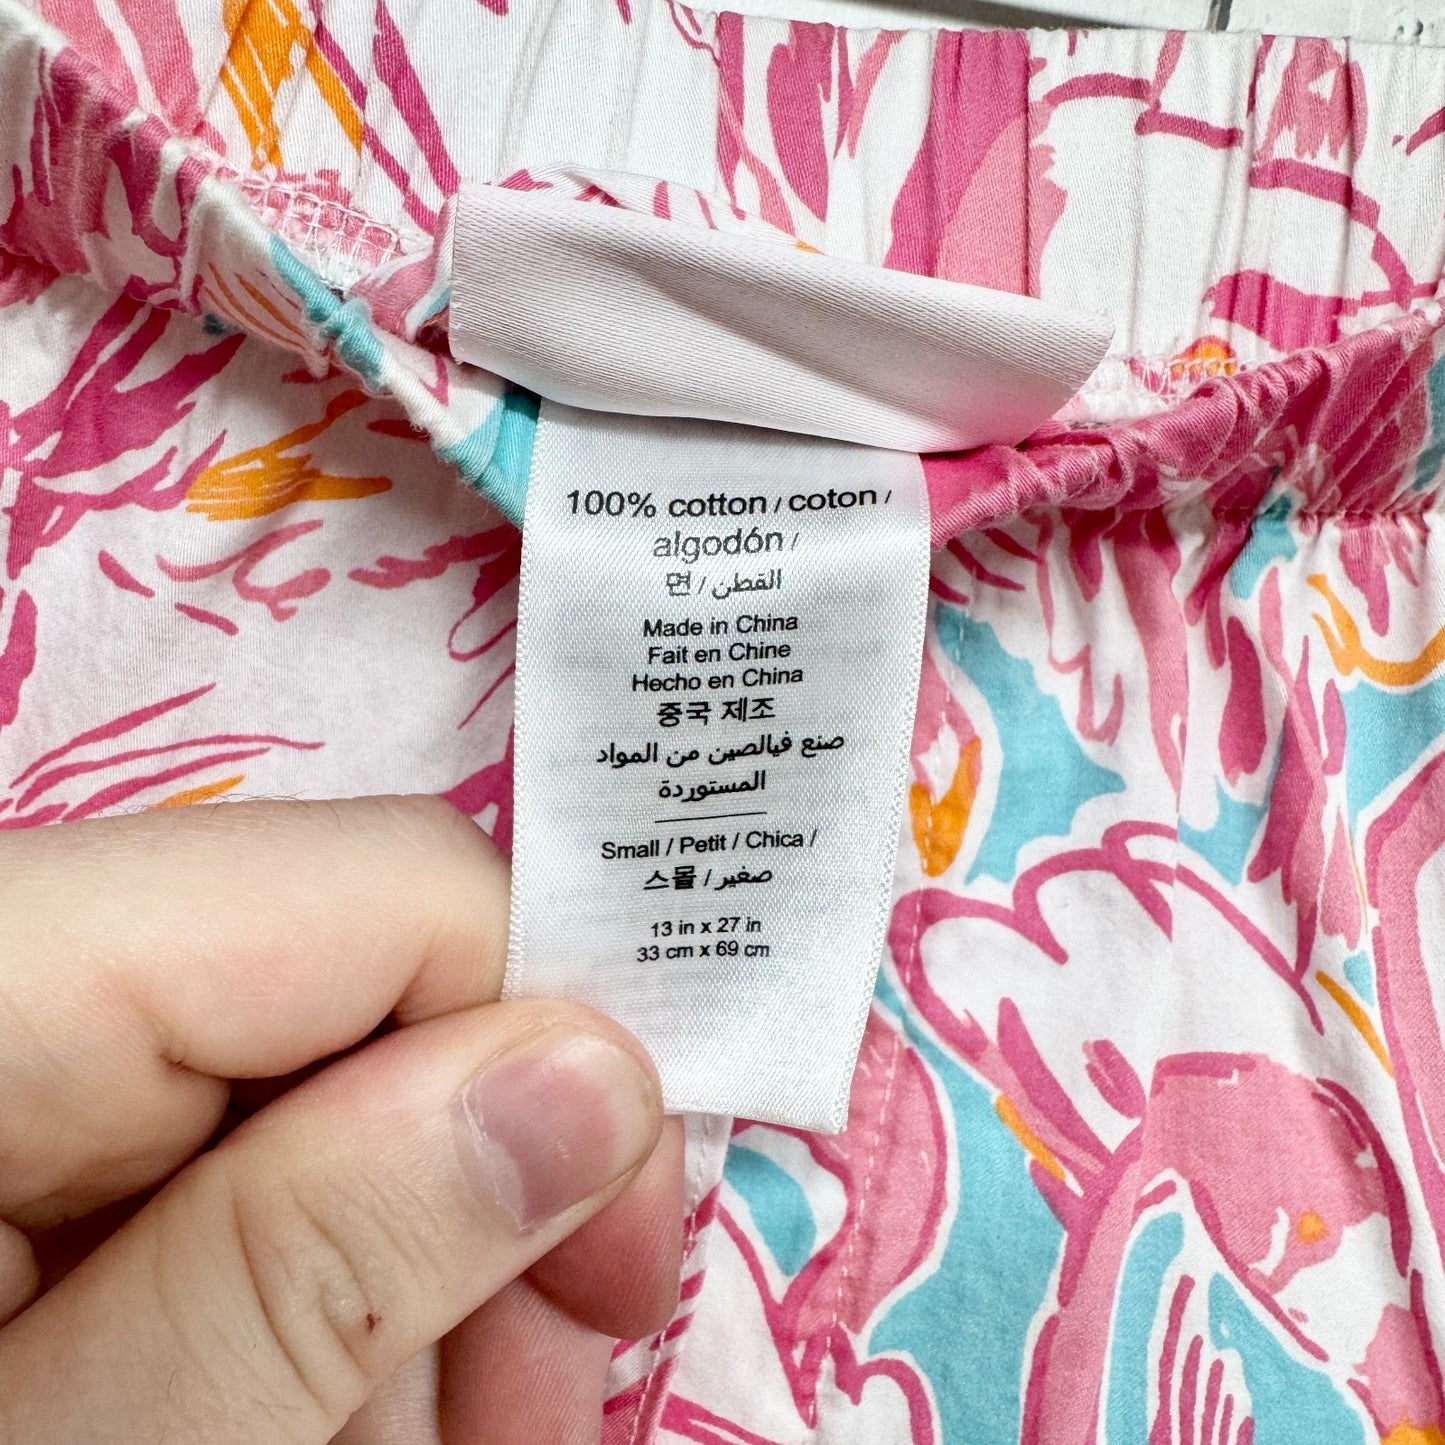 100% cotton / coton /
algodón /
면 / القطن
Made in China
Fait en Chine
Hecho en China
중국 제조
صنع فيالصين من المواد
المستوردة
Small / Petit / Chica /
스몰 / صغير
13 in x 27 in
33 cm x 69 cm